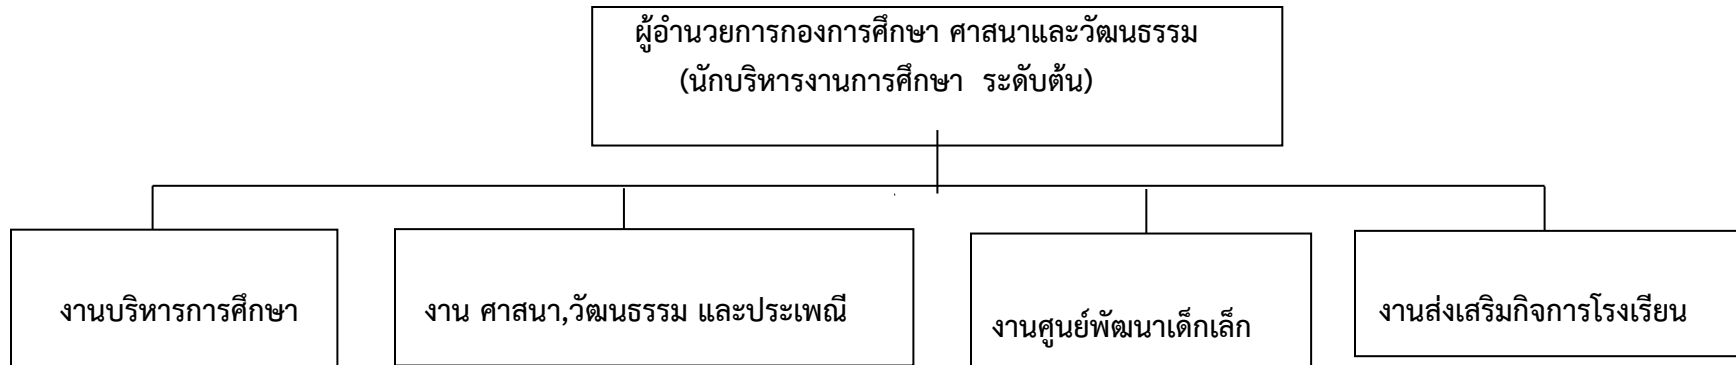 ผู้อำนวยการกองการศึกษา ศาสนาและวัฒนธรรม
(นักบริหารงานการศึกษา ระดับต้น)
งานบริหารการศึกษา
งาน ศาสนา,วัฒนธรรม และประเพณี
งานศูนย์พัฒนาเด็กเล็ก
งานส่งเสริมกิจการโรงเรียน